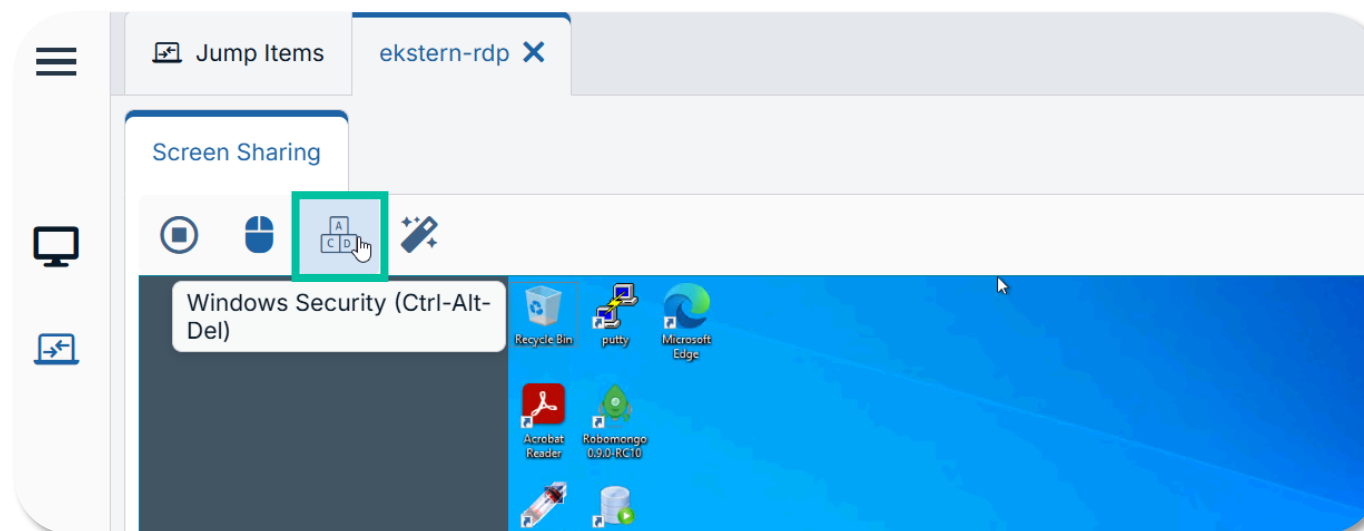 Jump Items
ekstern-rdp
Screen Sharing
A
C D
Windows Security (Ctrl-Alt-
Del)
Recycle Bin
putty
Microsoft
Edge
Acrobat
Reader
Robomongo
0.9.0-RC10